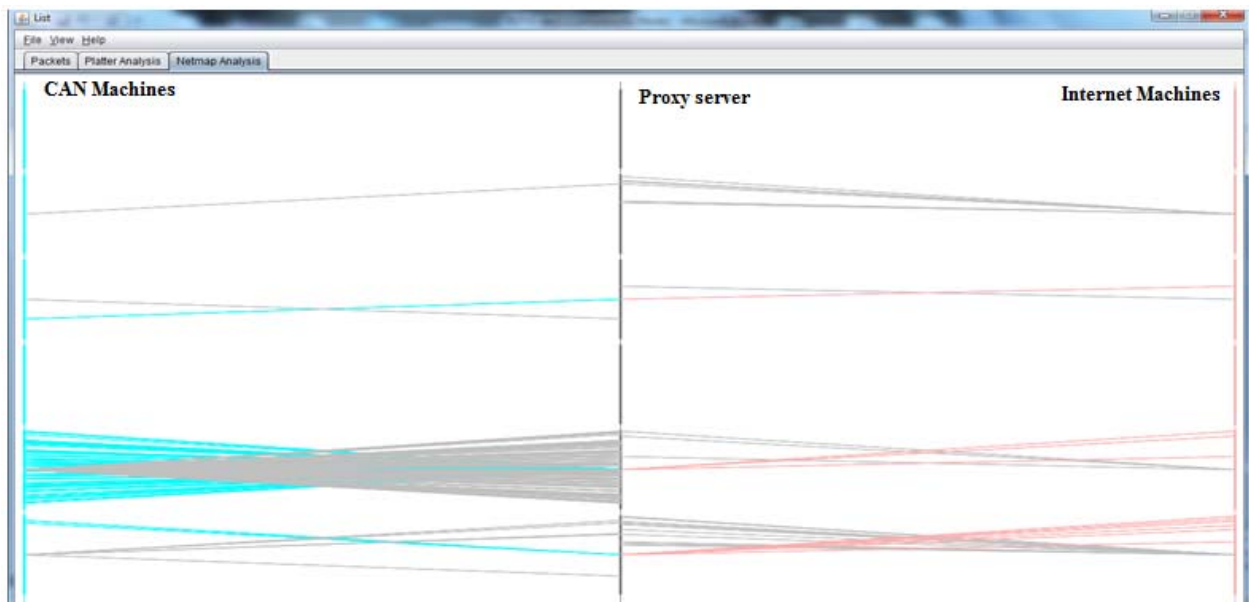 List
File View Help
Packets Platter Analysis Netmap Analysis
CAN Machines
Proxy server
Internet Machines